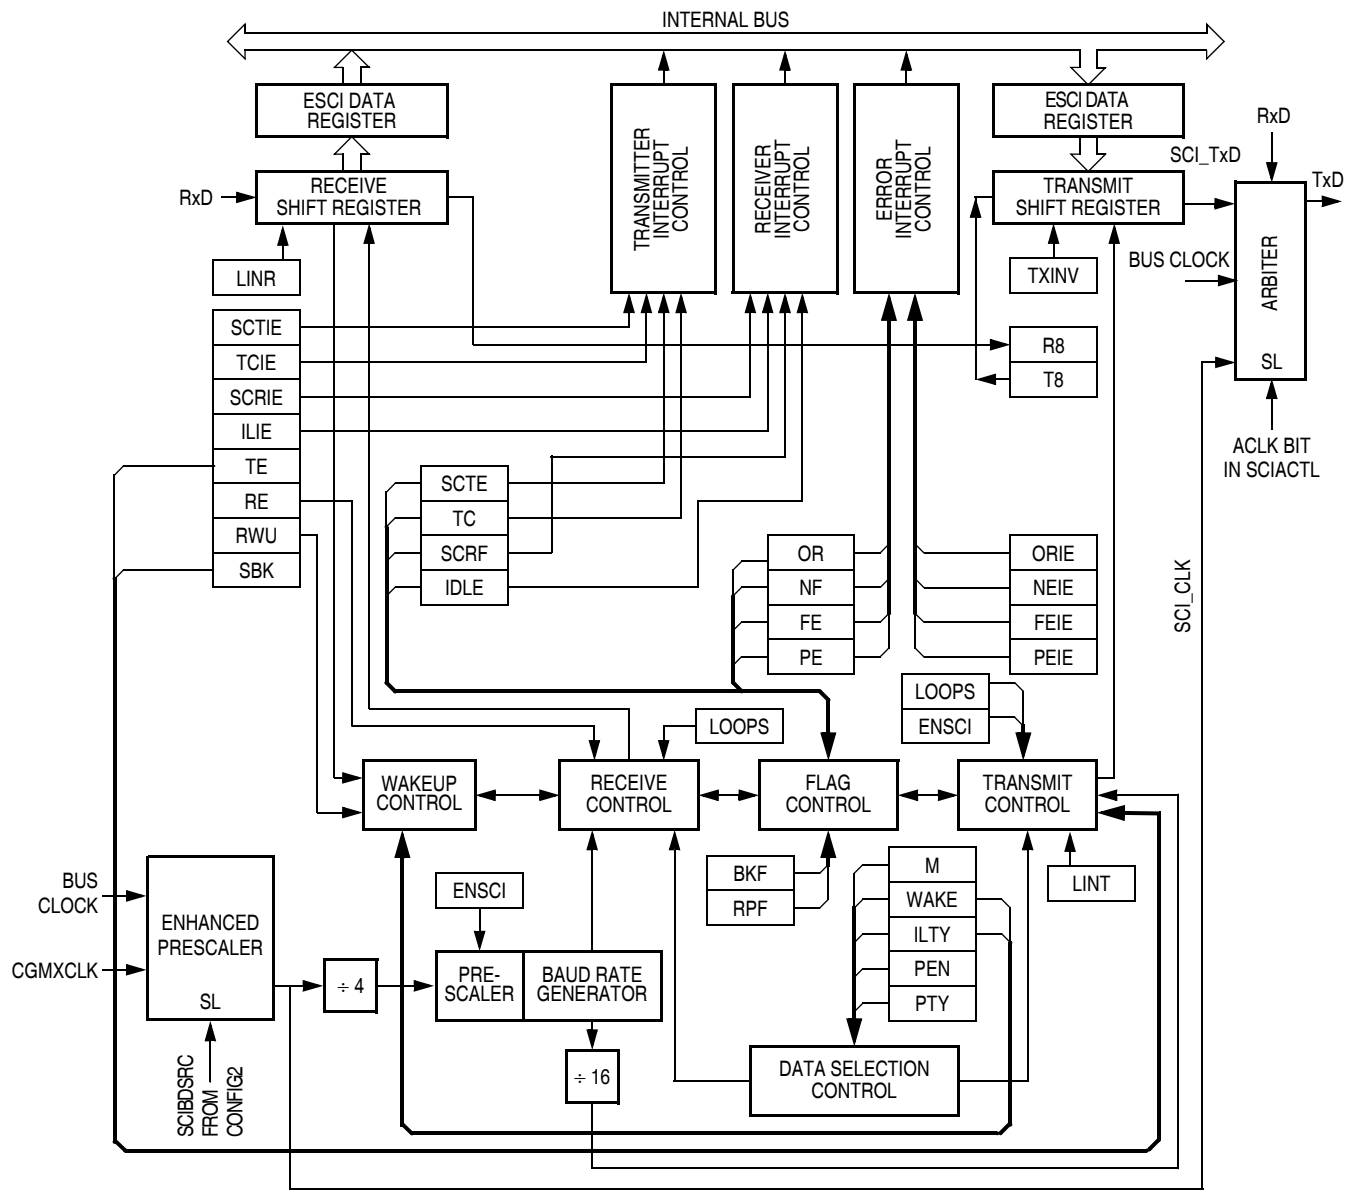 INTERNAL BUS
ESCI DATA
REGISTER
RECEIVE
SHIFT REGISTER
RxD
LINR
TRANSMITTER
INTERRUPT
CONTROL
RECEIVER
INTERRUPT
CONTROL
ERROR
INTERRUPT
CONTROL
ESCI DATA
REGISTER
TRANSMIT
SHIFT REGISTER
SCI_TxD
RxD
TxD
TXINV
BUS CLOCK
ARBITER
SL
ACLK BIT
IN SCIACTL
R8
T8
SCTIE
TCIE
SCRIE
ILIE
TE
RE
RWU
SBK
SCTE
TC
SCRF
IDLE
OR
NF
FE
PE
ORIE
NEIE
FEIE
PEIE
SCI_CLK
LOOPS
LOOPS
ENSCI
WAKEUP
CONTROL
RECEIVE
CONTROL
FLAG
CONTROL
TRANSMIT
CONTROL
BKF
RPF
M
WAKE
ILTY
PEN
PTY
LINT
BUS
CLOCK
CGMXCLK
ENHANCED
PRESCALER
SL
SCIBDSRC
FROM
CONFIG2
÷ 4
ENSCI
PRE-
SCALER
BAUD RATE
GENERATOR
÷ 16
DATA SELECTION
CONTROL